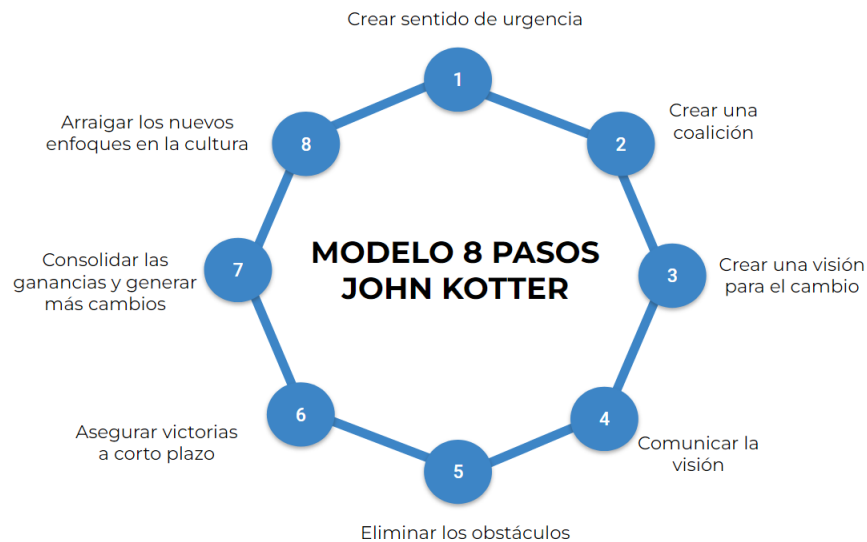 Crear sentido de urgencia
1
Crear una
coalición
2
Crear una visión
para el cambio
3
Comunicar la
visión
4
Eliminar los obstáculos
5
Asegurar victorias
a corto plazo
6
Consolidar las
ganancias y generar
más cambios
7
Arraigar los nuevos
enfoques en la cultura
8
MODELO 8 PASOS
JOHN KOTTER